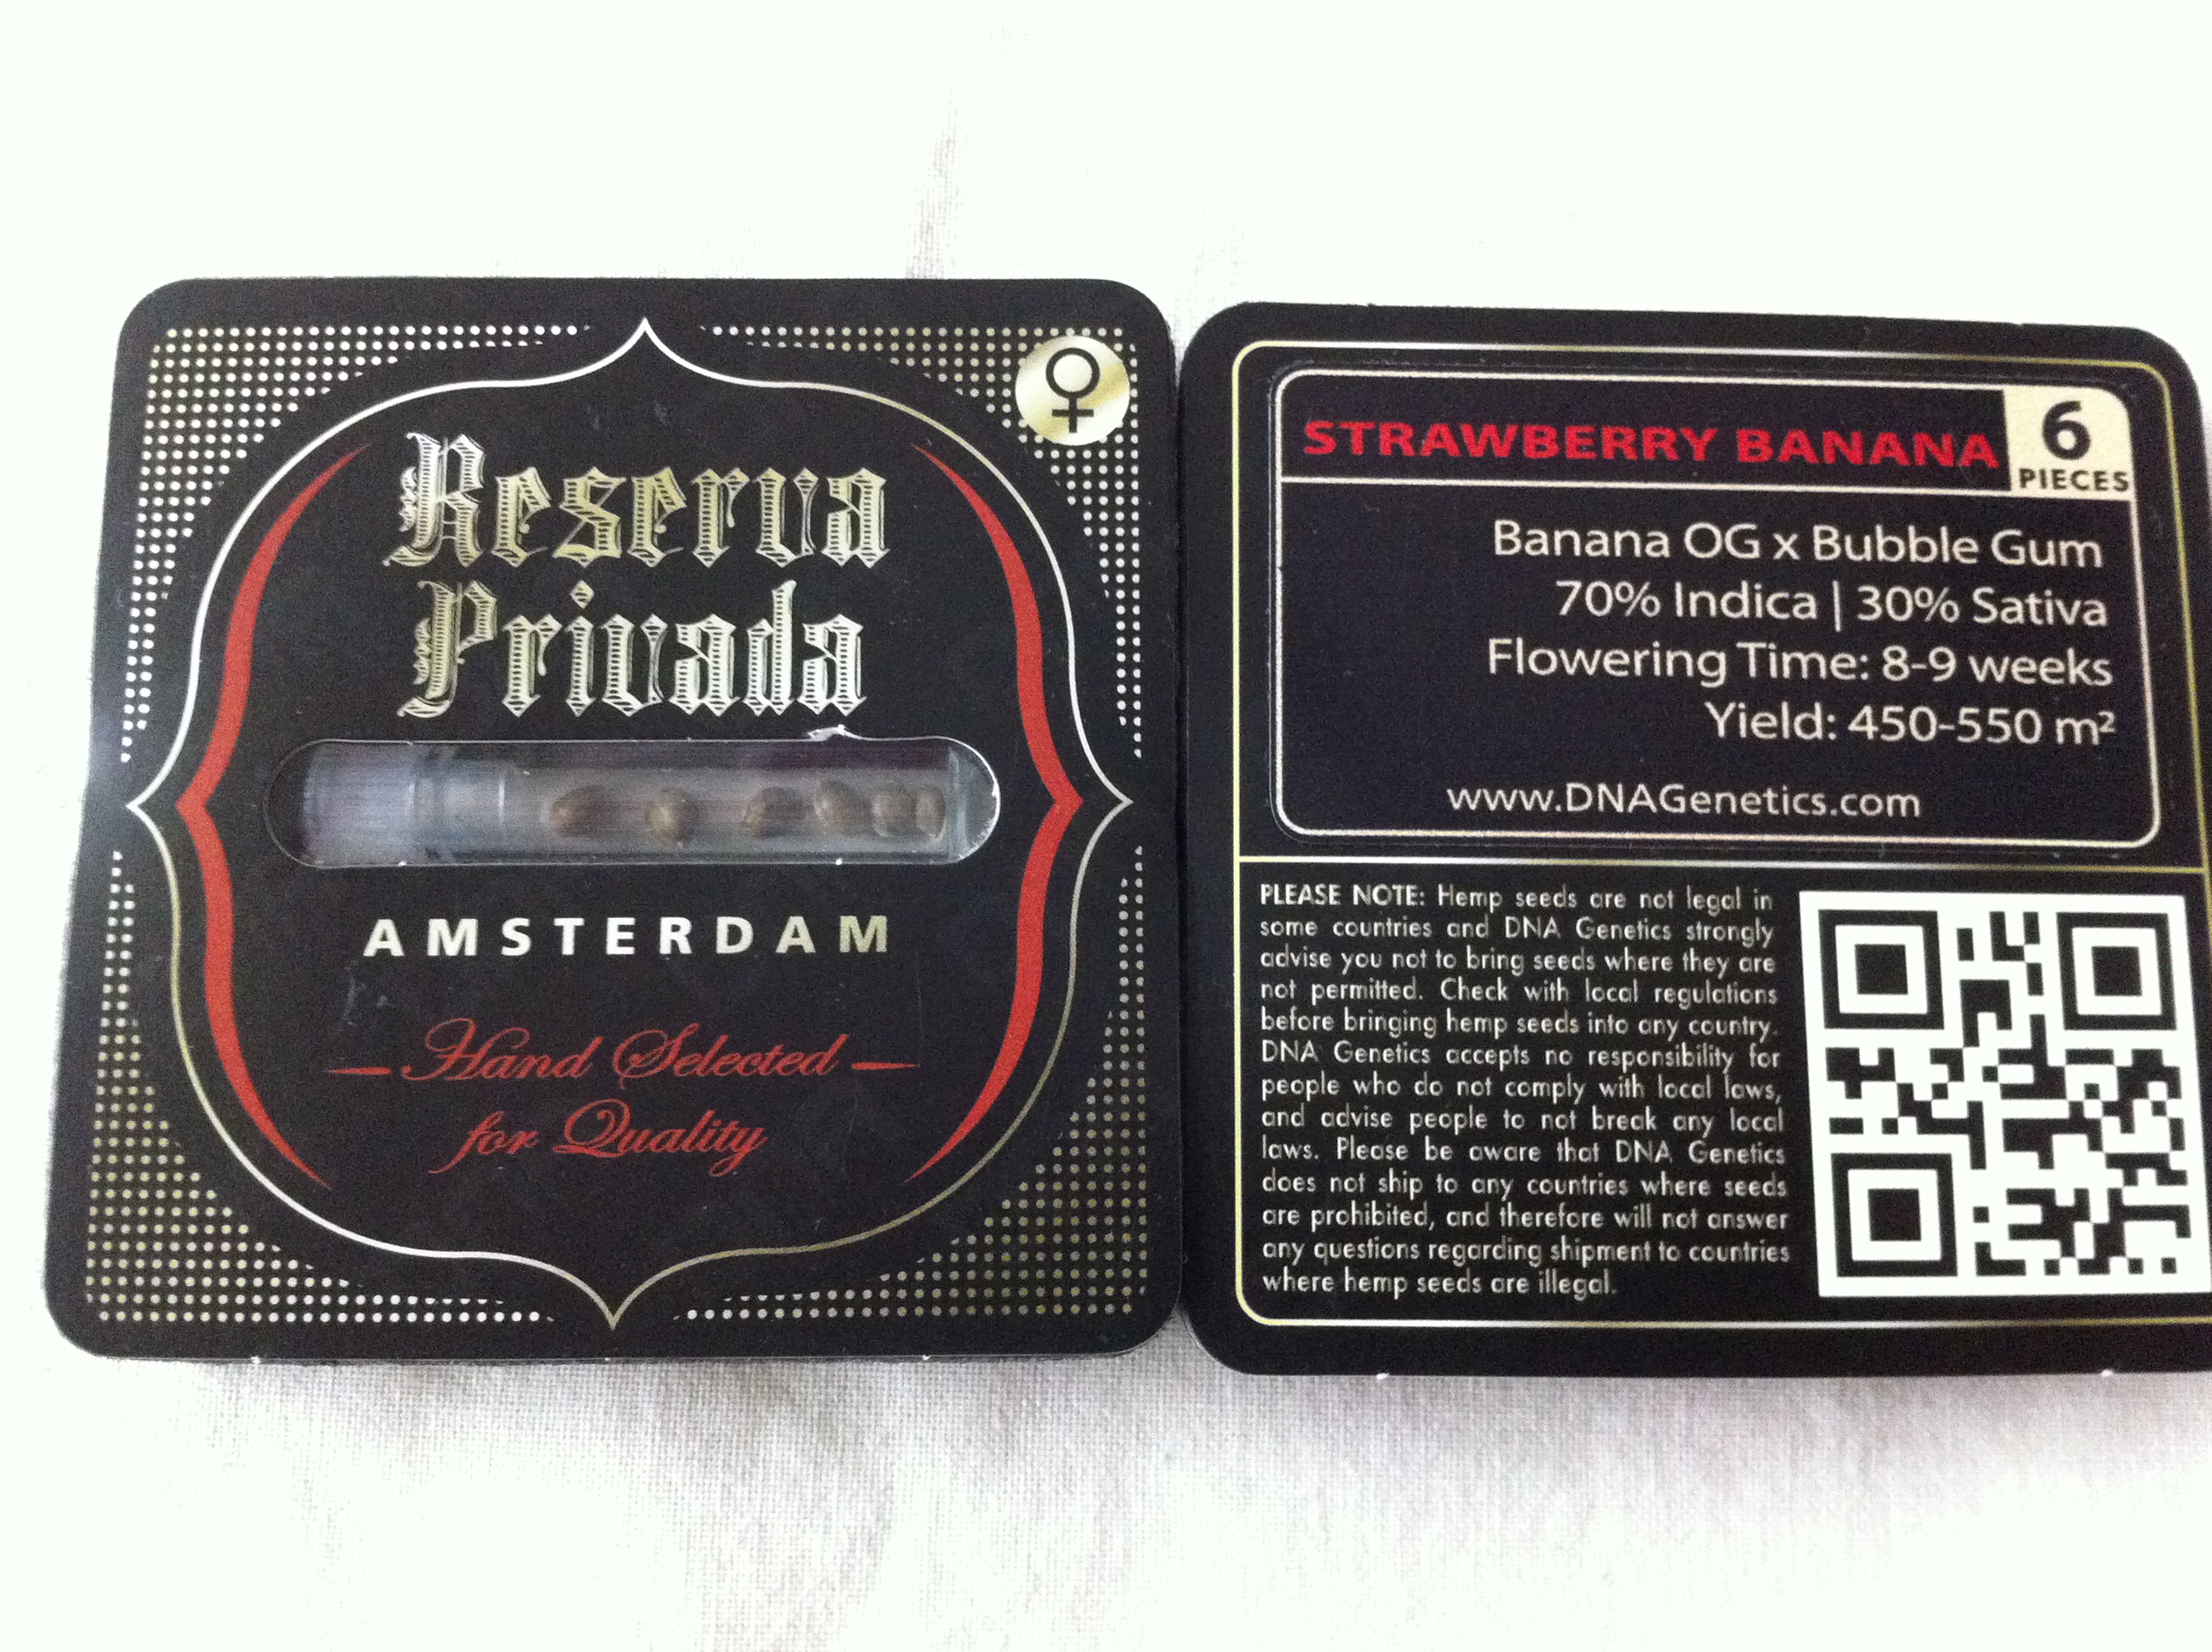 Reserva
Privada
AMSTERDAM
Hand Selected
for Quality
STRAWBERRY BANANA
6
PIECES
Banana OG x Bubble Gum
70% Indica | 30% Sativa
Flowering Time: 8-9 weeks
Yield: 450-550 m²
www.DNAGenetics.com
PLEASE NOTE: Hemp seeds are not legal in
some countries and DNA Genetics strongly
advise you not to bring seeds where they are
not permitted. Check with local regulations
before bringing hemp seeds into any country.
DNA Genetics accepts no responsibility for
people who do not comply with local laws,
and advise people to not break any local
laws. Please be aware that DNA Genetics
does not ship to any countries where seeds
are prohibited, and therefore will not answer
any questions regarding shipment to countries
where hemp seeds are illegal.